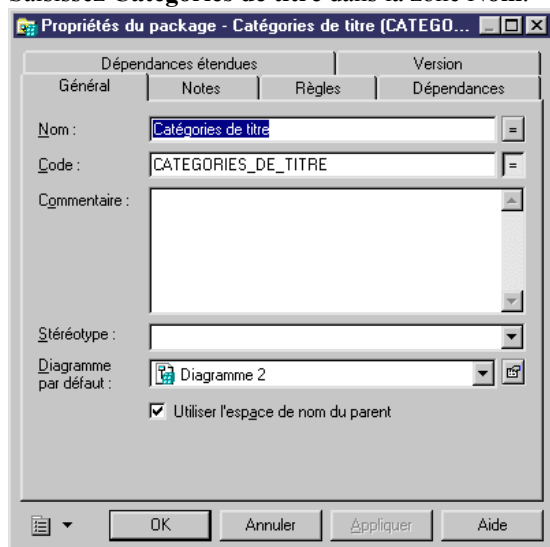 Saisissez Catégories de titre dans la zone Nom.
Propriétés du package - Catégories de titre (CATEGO...
Dépendances étendues Version
Général Notes Règles Dépendances
Nom : Catégories de titre =
Code : CATEGORIES_DE_TITRE =
Commentaire :
Stéréotype :
Diagramme
par défaut : Diagramme 2
Utiliser l'espace de nom du parent
OK Annuler Appliquer Aide